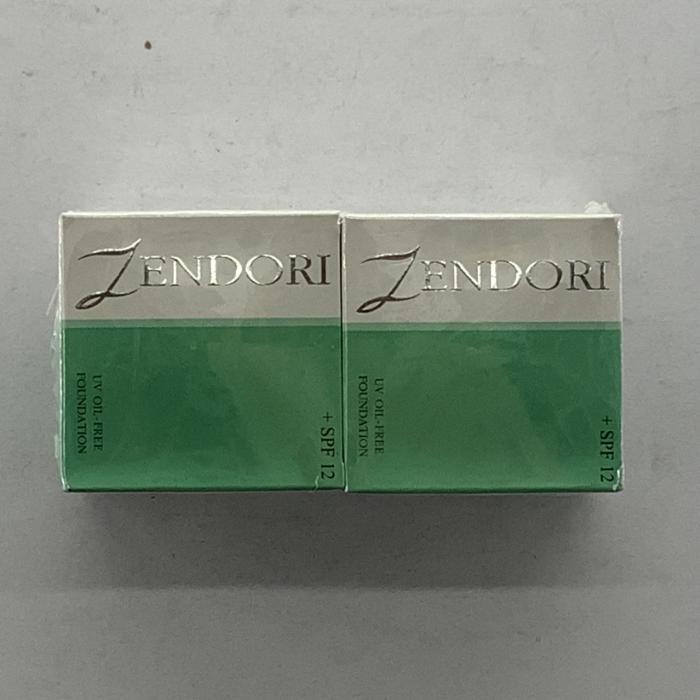 ZENDORI
UV OIL-FREE
FOUNDATION
+ SPF 12
ZENDORI
UV OIL-FREE
FOUNDATION
+ SPF 12